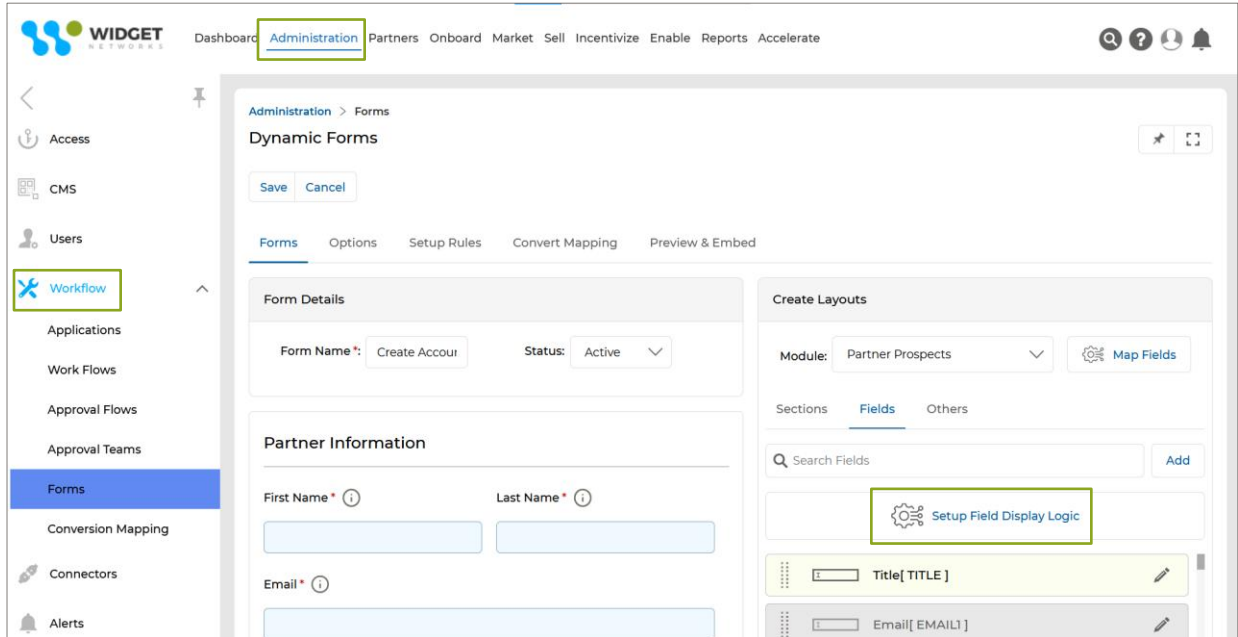 WIDGET
NETWORKS
Dashboard Administration Partners Onboard Market Sell Incentivize Enable Reports Accelerate
Access
CMS
Users
Workflow
Applications
Work Flows
Approval Flows
Approval Teams
Forms
Conversion Mapping
Connectors
Alerts
Administration > Forms
Dynamic Forms
Save Cancel
Forms Options Setup Rules Convert Mapping Preview & Embed
Form Details
Form Name*: Create Accour Status: Active
Partner Information
First Name* Last Name*
Email*
Create Layouts
Module: Partner Prospects Map Fields
Sections Fields Others
Search Fields Add
Setup Field Display Logic
Title[ TITLE ]
Email[ EMAIL1 ]